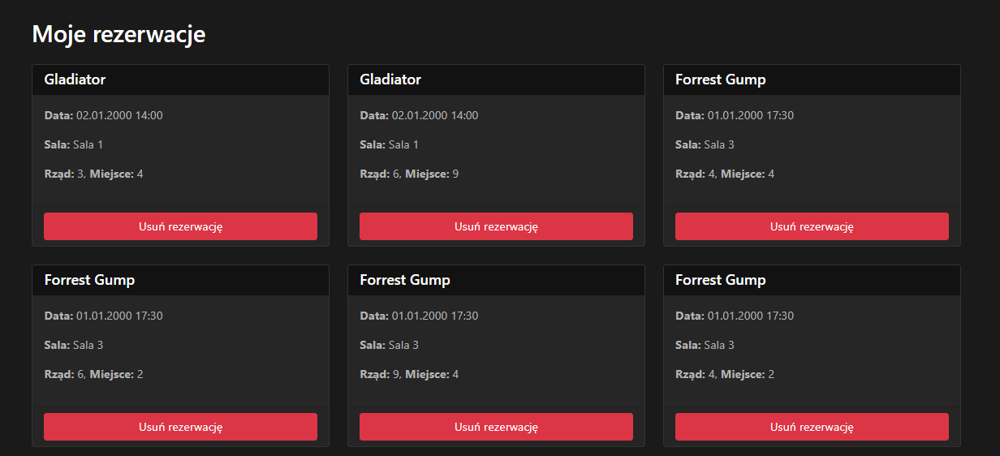 Moje rezerwacje
Gladiator
Data: 02.01.2000 14:00
Sala: Sala 1
Rząd: 3, Miejsce: 4
Usuń rezerwację
Gladiator
Data: 02.01.2000 14:00
Sala: Sala 1
Rząd: 6, Miejsce: 9
Usuń rezerwację
Forrest Gump
Data: 01.01.2000 17:30
Sala: Sala 3
Rząd: 4, Miejsce: 4
Usuń rezerwację
Forrest Gump
Data: 01.01.2000 17:30
Sala: Sala 3
Rząd: 6, Miejsce: 2
Usuń rezerwację
Forrest Gump
Data: 01.01.2000 17:30
Sala: Sala 3
Rząd: 9, Miejsce: 4
Usuń rezerwację
Forrest Gump
Data: 01.01.2000 17:30
Sala: Sala 3
Rząd: 4, Miejsce: 2
Usuń rezerwację